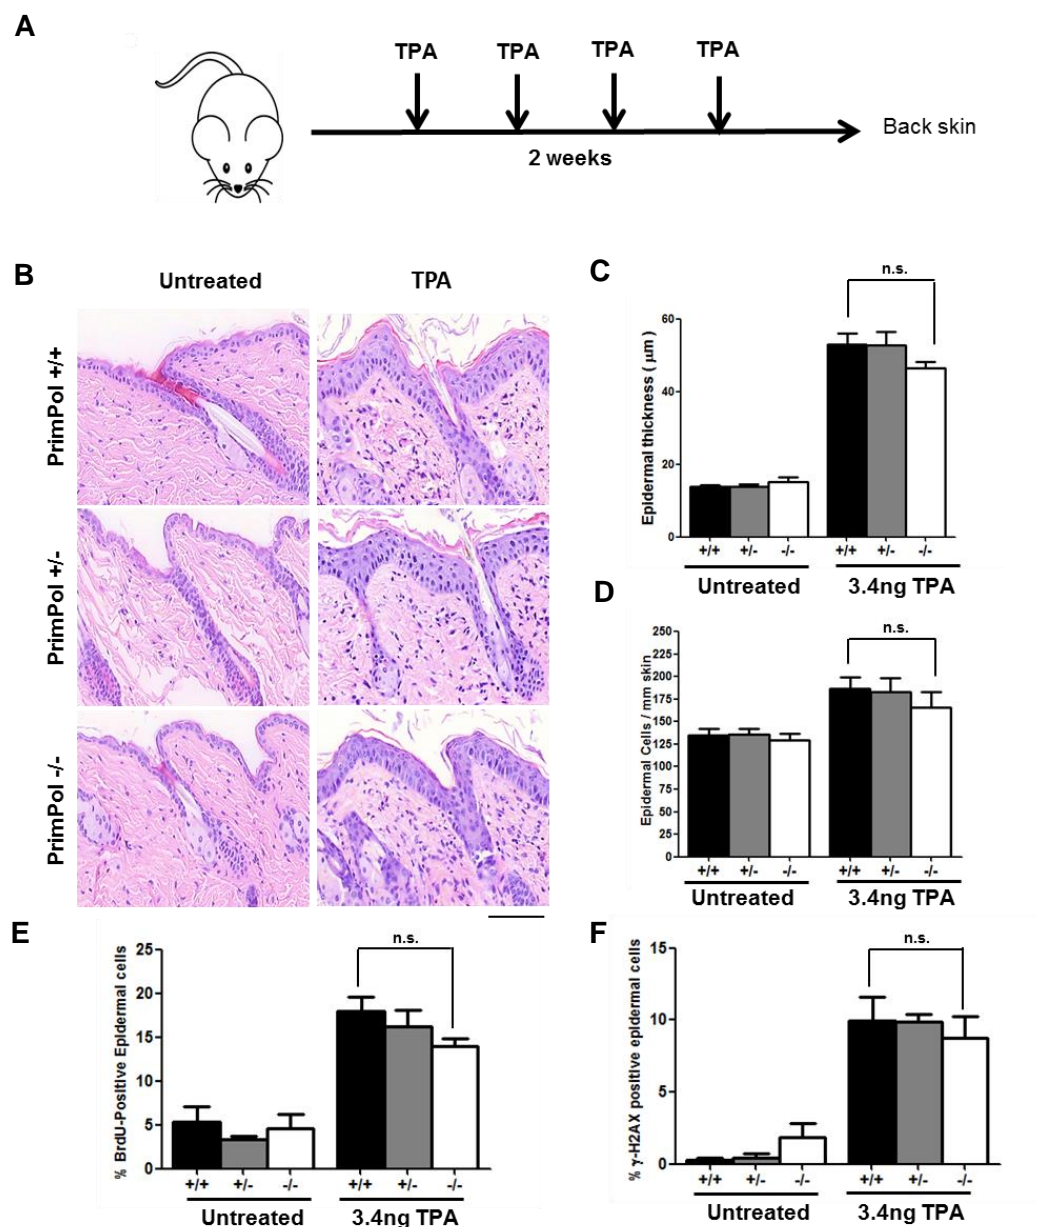 A
TPA TPA TPA TPA
Back skin
2 weeks
B
Untreated TPA
PrimPol +/+
PrimPol +/-
PrimPol -/-
C
n.s.
Epidermal thickness ( μm)
60
40
20
0
+/+ +/- -/- +/+ +/- -/-
Untreated 3.4ng TPA
D
n.s.
Epidermal Cells / mm skin
250
225
200
175
150
125
100
75
50
25
0
+/+ +/- -/- +/+ +/- -/-
Untreated 3.4ng TPA
E
n.s.
% BrdU-Positive Epidermal cells
25
20
15
10
5
0
+/+ +/- -/- +/+ +/- -/-
Untreated 3.4ng TPA
F
n.s.
% γ-H2AX positive epidermal cells
15
10
5
0
+/+ +/- -/- +/+ +/- -/-
Untreated 3.4ng TPA